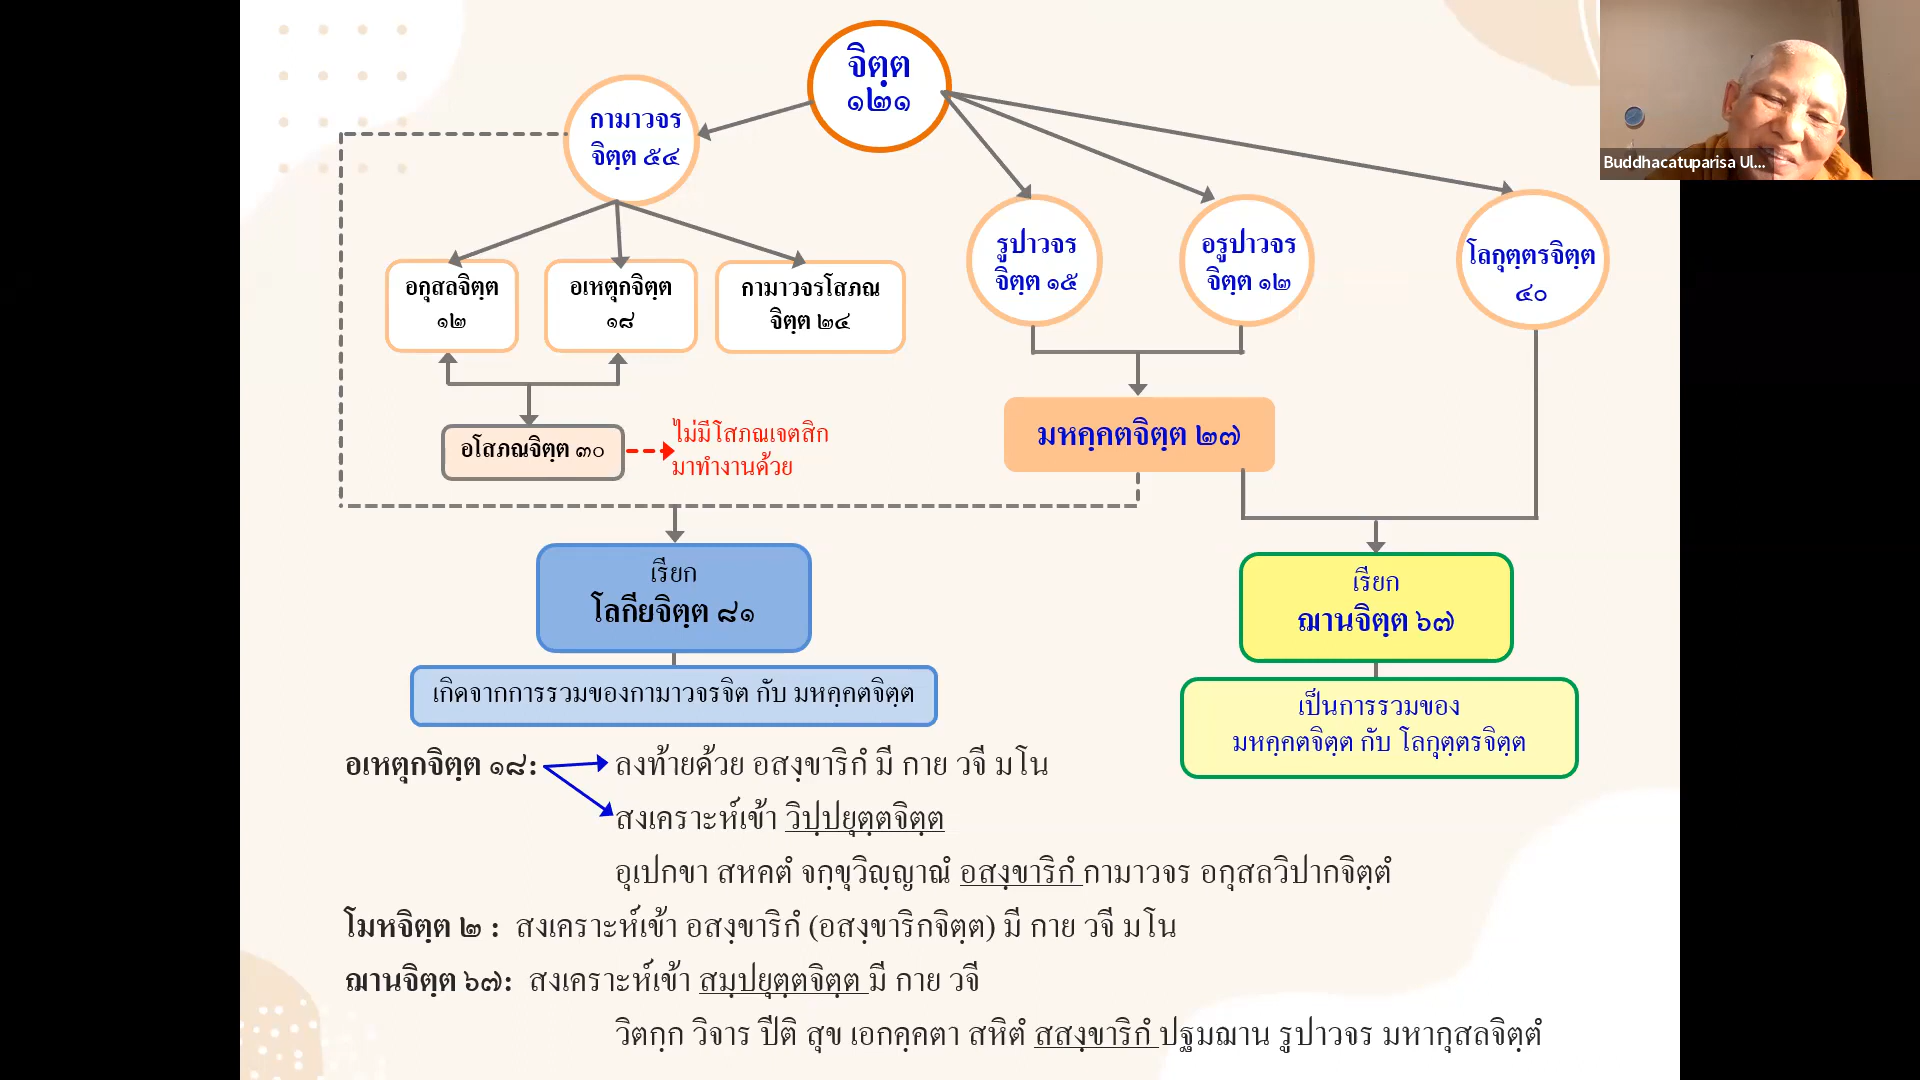 จิตฺต
๑๒๑
กามาวจร
จิตฺต ๕๔
รูปาวจร
จิตฺต ๑๕
อรูปาวจร
จิตฺต ๑๒
โลกุตฺตรจิตฺต
๔๐
อกุสลจิตฺต
๑๒
อเหตุกจิตฺต
๑๘
กามาวจรโสภณ
จิตฺต ๒๔
อโสภณจิตฺต ๓๐
ไม่มีโสภณเจตสิก
มาทำงานด้วย
มหคฺคตจิตฺต ๒๗
เรียก
โลกียจิตฺต ๘๑
เกิดจากการรวมของกามาวจรจิต กับ มหคฺคตจิตฺต
เรียก
ฌานจิตฺต ๖๗
เป็นการรวมของ
มหคฺคตจิตฺต กับ โลกุตฺตรจิตฺต
อเหตุกจิตฺต ๑๘: ลงท้ายด้วย อสงฺขาริกํ มี กาย วจี มโน
สงเคราะห์เข้า วิปฺปยุตฺตจิตฺต
อุเปกขา สหคตํ จกฺขุวิญฺญาณํ อสงฺขาริกํ กามาวจร อกุสลวิปากจิตฺตํ
โมหจิตฺต ๒ : สงเคราะห์เข้า อสงฺขาริกํ (อสงฺขาริกจิตฺต) มี กาย วจี มโน
ฌานจิตฺต ๖๗: สงเคราะห์เข้า สมฺปยุตฺตจิตฺต มี กาย วจี
วิตกฺก วิจาร ปีติ สุข เอกคฺคตา สหิตํ สสงฺขาริกํ ปฐมฌาน รูปาวจร มหากุสลจิตฺตํ
Buddhacatuparisa Ul...